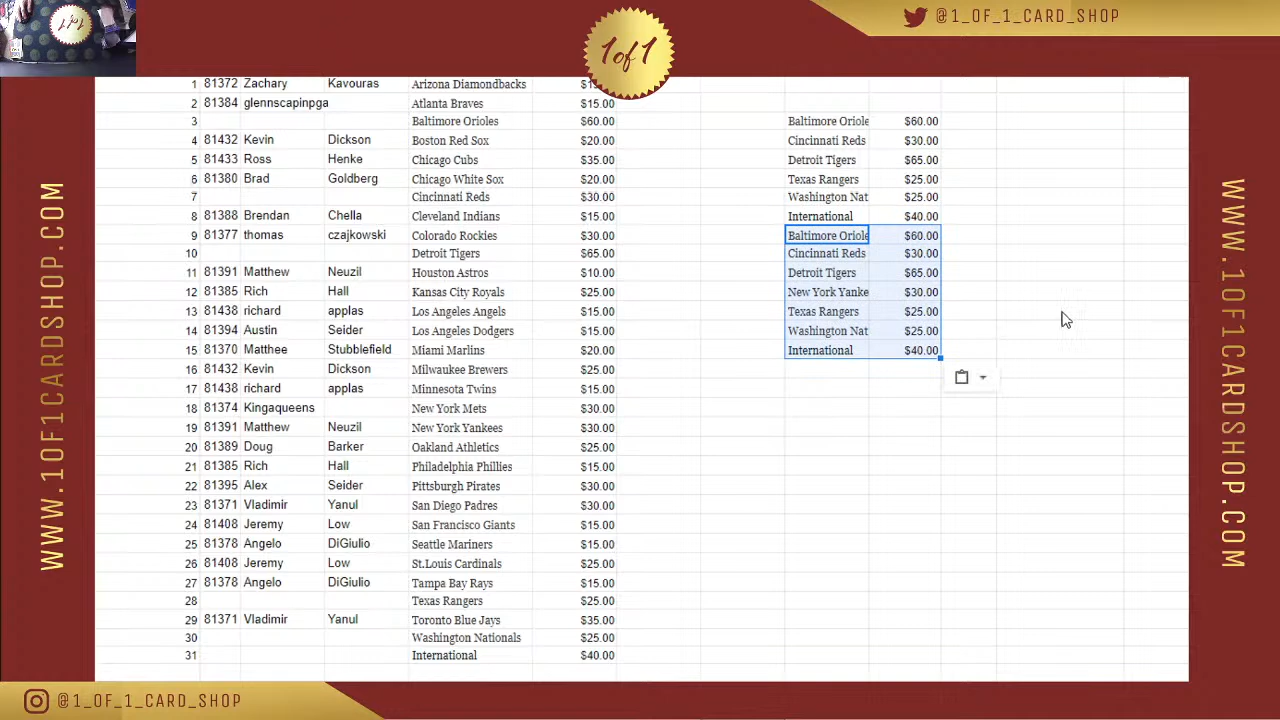 1of1
@1_OF_1_CARD_SHOP
1of1
1 81372 Zachary Kavouras Arizona Diamondbacks
2 81384 glennscapinpga Atlanta Braves $15.00
3 Baltimore Orioles $60.00 Baltimore Oriole $60.00
4 81432 Kevin Dickson Boston Red Sox $20.00 Cincinnati Reds $30.00
5 81433 Ross Henke Chicago Cubs $35.00 Detroit Tigers $65.00
6 81380 Brad Goldberg Chicago White Sox $20.00 Texas Rangers $25.00
7 Cincinnati Reds $30.00 Washington Nat $25.00
8 81388 Brendan Chella Cleveland Indians $15.00 International $40.00
9 81377 thomas czajkowski Colorado Rockies $30.00 Baltimore Oriole $60.00
10 Detroit Tigers $65.00 Cincinnati Reds $30.00
11 81391 Matthew Neuzil Houston Astros $10.00 Detroit Tigers $65.00
12 81385 Rich Hall Kansas City Royals $25.00 New York Yanke $30.00
13 81438 richard applas Los Angeles Angels $15.00 Texas Rangers $25.00
14 81394 Austin Seider Los Angeles Dodgers $15.00 Washington Nat $25.00
15 81370 Matthee Stubblefield Miami Marlins $20.00 International $40.00
16 81432 Kevin Dickson Milwaukee Brewers $25.00
17 81438 richard applas Minnesota Twins $15.00
18 81374 Kingaqueens New York Mets $30.00
19 81391 Matthew Neuzil New York Yankees $30.00
20 81389 Doug Barker Oakland Athletics $25.00
21 81385 Rich Hall Philadelphia Phillies $15.00
22 81395 Alex Seider Pittsburgh Pirates $30.00
23 81371 Vladimir Yanul San Diego Padres $30.00
24 81408 Jeremy Low San Francisco Giants $15.00
25 81378 Angelo DiGiulio Seattle Mariners $15.00
26 81408 Jeremy Low St.Louis Cardinals $25.00
27 81378 Angelo DiGiulio Tampa Bay Rays $15.00
28 Texas Rangers $25.00
29 81371 Vladimir Yanul Toronto Blue Jays $35.00
30 Washington Nationals $25.00
31 International $40.00
WWW.1OF1CARDSHOP.COM
WWW.1OF1CARDSHOP.COM
@1_OF_1_CARD_SHOP